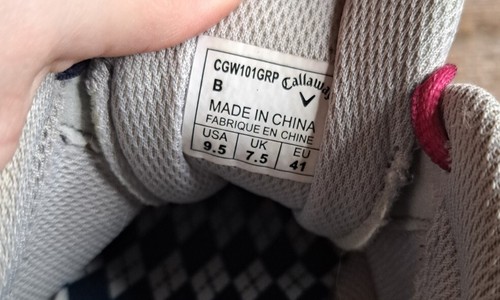 CGW101GRP Callaway
B
MADE IN CHINA
FABRIQUE EN CHINE
USA UK EU
9.5 7.5 41